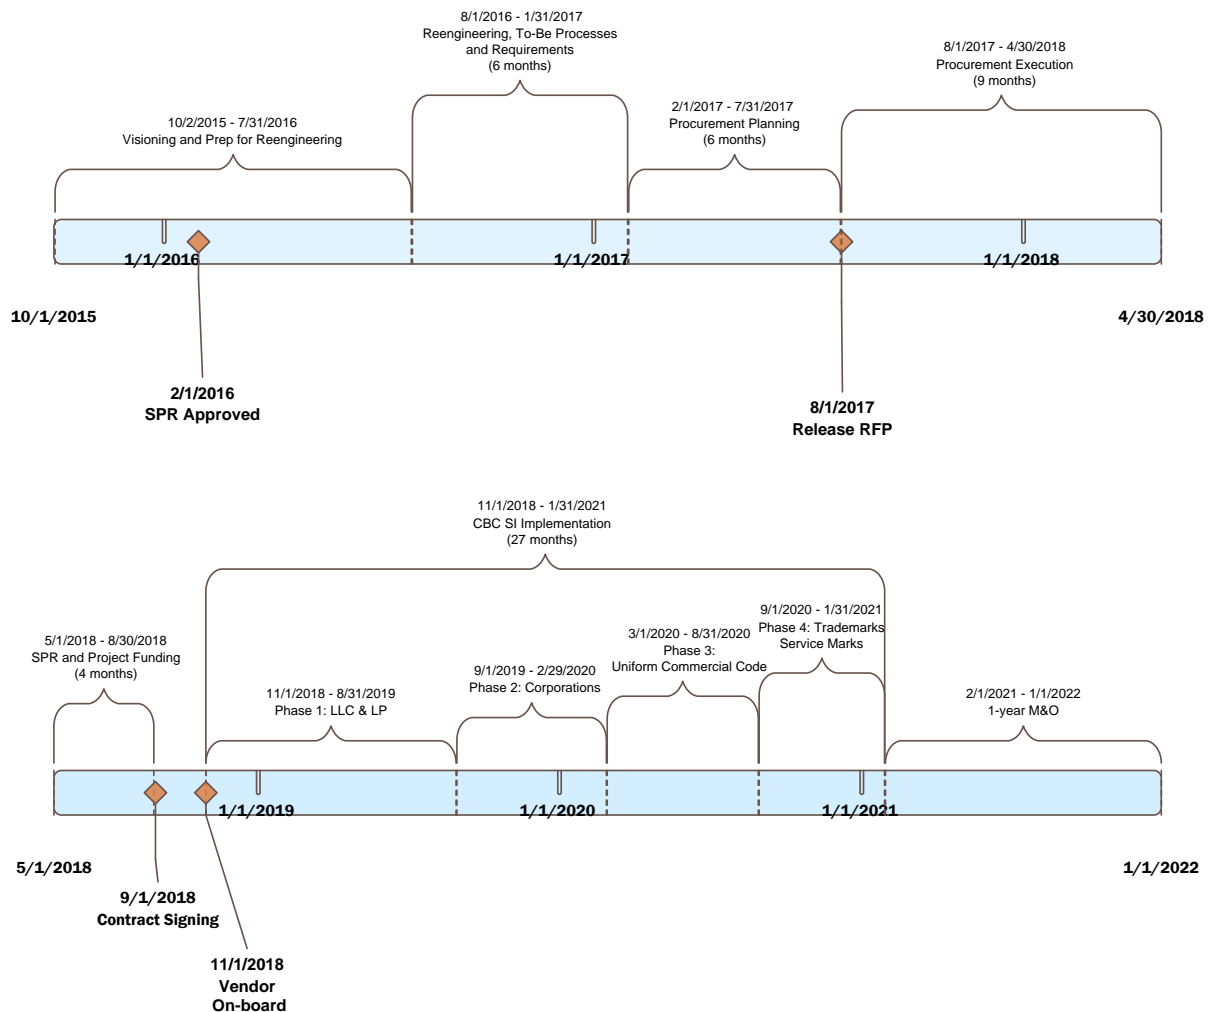 8/1/2016 - 1/31/2017
Reengineering, To-Be Processes
and Requirements
(6 months)
8/1/2017 - 4/30/2018
Procurement Execution
(9 months)
10/2/2015 - 7/31/2016
Visioning and Prep for Reengineering
2/1/2017 - 7/31/2017
Procurement Planning
(6 months)
1/1/2016
1/1/2017
1/1/2018
10/1/2015
4/30/2018
2/1/2016
SPR Approved
8/1/2017
Release RFP
11/1/2018 - 1/31/2021
CBC SI Implementation
(27 months)
5/1/2018 - 8/30/2018
SPR and Project Funding
(4 months)
11/1/2018 - 8/31/2019
Phase 1: LLC & LP
9/1/2019 - 2/29/2020
Phase 2: Corporations
3/1/2020 - 8/31/2020
Phase 3:
Uniform Commercial Code
9/1/2020 - 1/31/2021
Phase 4: Trademarks
Service Marks
2/1/2021 - 1/1/2022
1-year M&O
1/1/2019
1/1/2020
1/1/2021
5/1/2018
1/1/2022
9/1/2018
Contract Signing
11/1/2018
Vendor
On-board